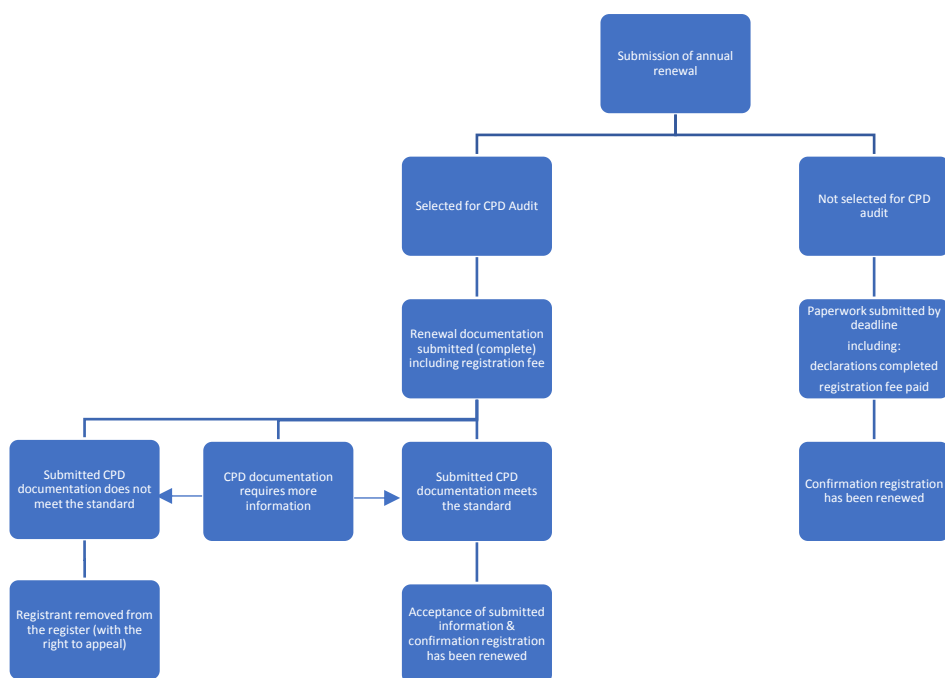 Submission of annual
renewal
Selected for CPD Audit
Not selected for CPD
audit
Renewal documentation
submitted (complete)
including registration fee
Paperwork submitted by
deadline
including:
declarations completed
registration fee paid
Submitted CPD
documentation does not
meet the standard
CPD documentation
requires more
information
Submitted CPD
documentation meets
the standard
Confirmation registration
has been renewed
Registrant removed from
the register (with the
right to appeal)
Acceptance of submitted
information &
confirmation registration
has been renewed